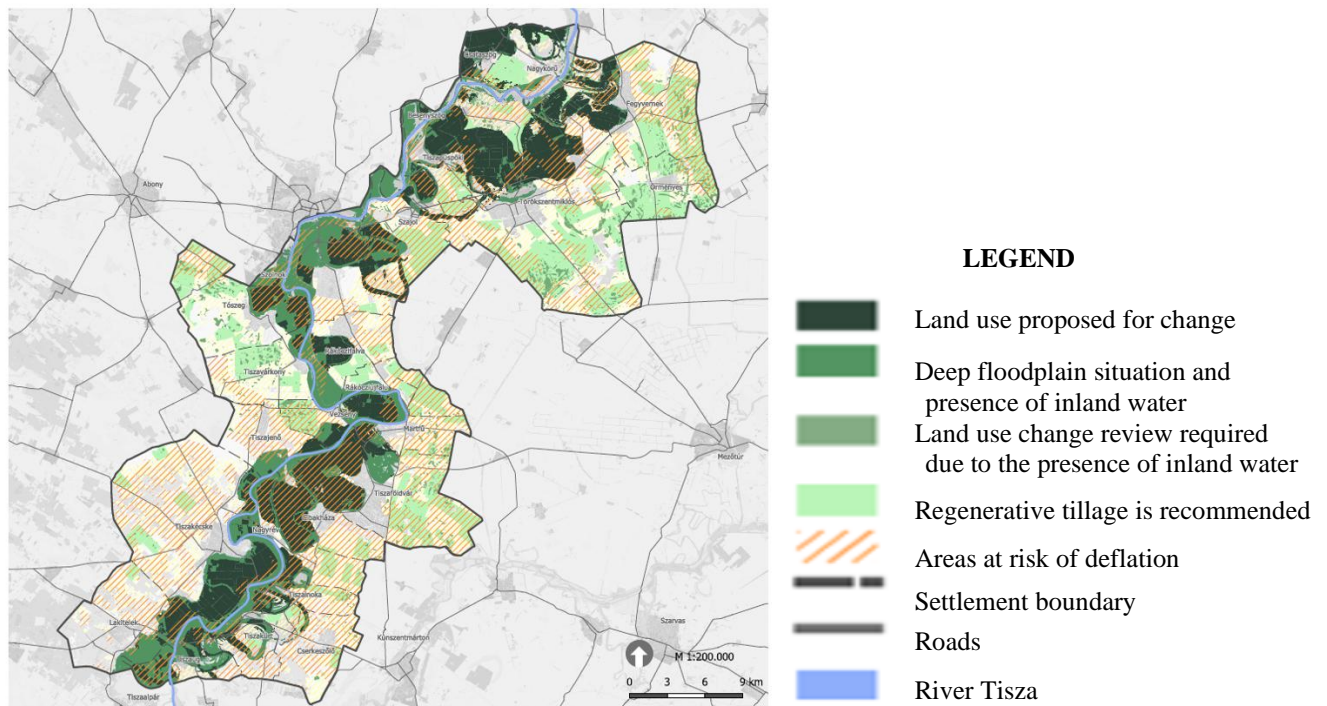 Csataszög
Nagykörű
Fegyvernek
Besenyszög
Tiszapüspöki
Abony
Örményes
Törökszentmiklós
Szajol
Szolnok
Tószeg
Rákóczifalva
Tiszavárkony
Rákócziújfalu
Vezseny
Martfű
Tiszajenő
Mezőtúr
Tiszaföldvár
Cibakháza
Tiszakécske
Nagyrév
Tiszainoka
Lakitelek
Tiszakürt
Kunszentmárton
Szarvas
Cserkeszőlő
Tiszaalpár
M 1:200.000
0 3 6 9 km
LEGEND
Land use proposed for change
Deep floodplain situation and
presence of inland water
Land use change review required
due to the presence of inland water
Regenerative tillage is recommended
Areas at risk of deflation
Settlement boundary
Roads
River Tisza